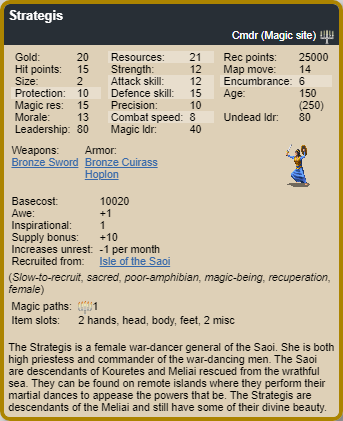 Strategis
Cmdr (Magic site)
Gold: 20 Resources: 21 Rec points: 25000
Hit points: 15 Strength: 12 Map move: 14
Size: 2 Attack skill: 12 Encumbrance: 6
Protection: 10 Defence skill: 15 Age: 150
Magic res: 15 Precision: 10 (250)
Morale: 13 Combat speed: 8 Undead ldr: 80
Leadership: 80 Magic ldr: 40
Weapons: Armor:
Bronze Sword Bronze Cuirass
Hoplon
Basecost: 10020
Awe: +1
Inspirational: 1
Supply bonus: +10
Increases unrest: -1 per month
Recruited from: Isle of the Saoi
(Slow-to-recruit, sacred, poor-amphibian, magic-being, recuperation,
female)
Magic paths: 1
Item slots: 2 hands, head, body, feet, 2 misc
The Strategis is a female war-dancer general of the Saoi. She is both
high priestess and commander of the war-dancing men. The Saoi
are descendants of Kouretes and Meliai rescued from the wrathful
sea. They can be found on remote islands where they perform their
martial dances to appease the powers that be. The Strategis are
descendants of the Meliai and still have some of their divine beauty.